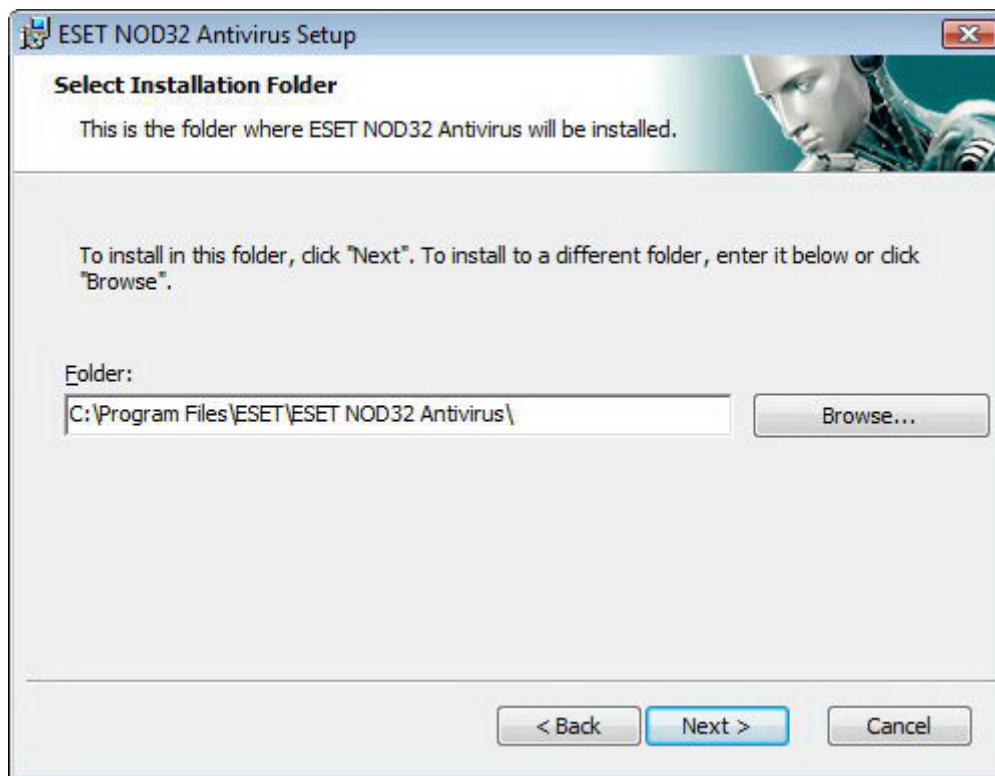 ESET NOD32 Antivirus Setup
Select Installation Folder
This is the folder where ESET NOD32 Antivirus will be installed.
To install in this folder, click "Next". To install to a different folder, enter it below or click
"Browse".
Folder:
C:\Program Files\ESET\ESET NOD32 Antivirus\
Browse...
< Back
Next >
Cancel